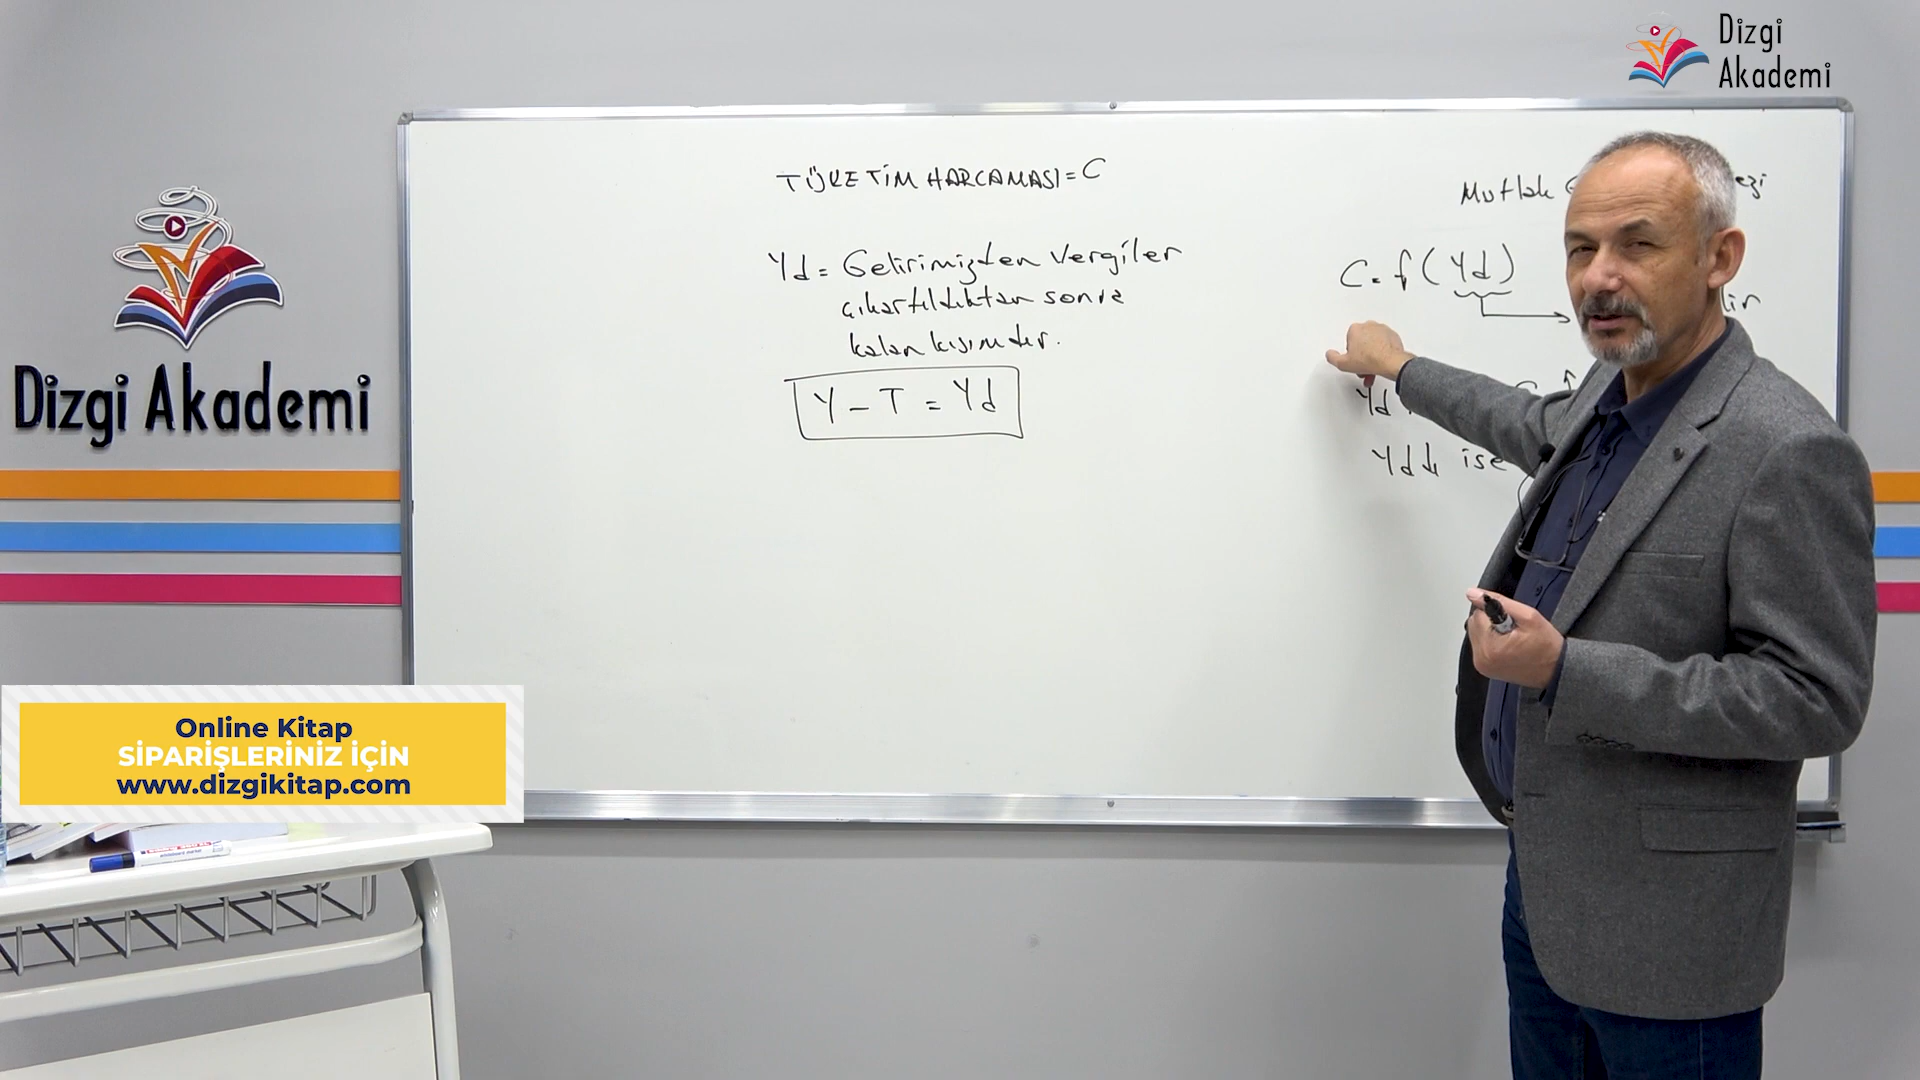 Dizgi
Akademi
TÜKETİM HARCAMASI = C
Yd = Gelirimizden vergiler
çıkartıldıktan sonra
kalan kısımdır.
Y - T = Yd
Mutlak
C = f (Yd)
Yd
Yd↓ ise
Dizgi Akademi
Online Kitap
SİPARİŞLERİNİZ İÇİN
www.dizgikitap.com